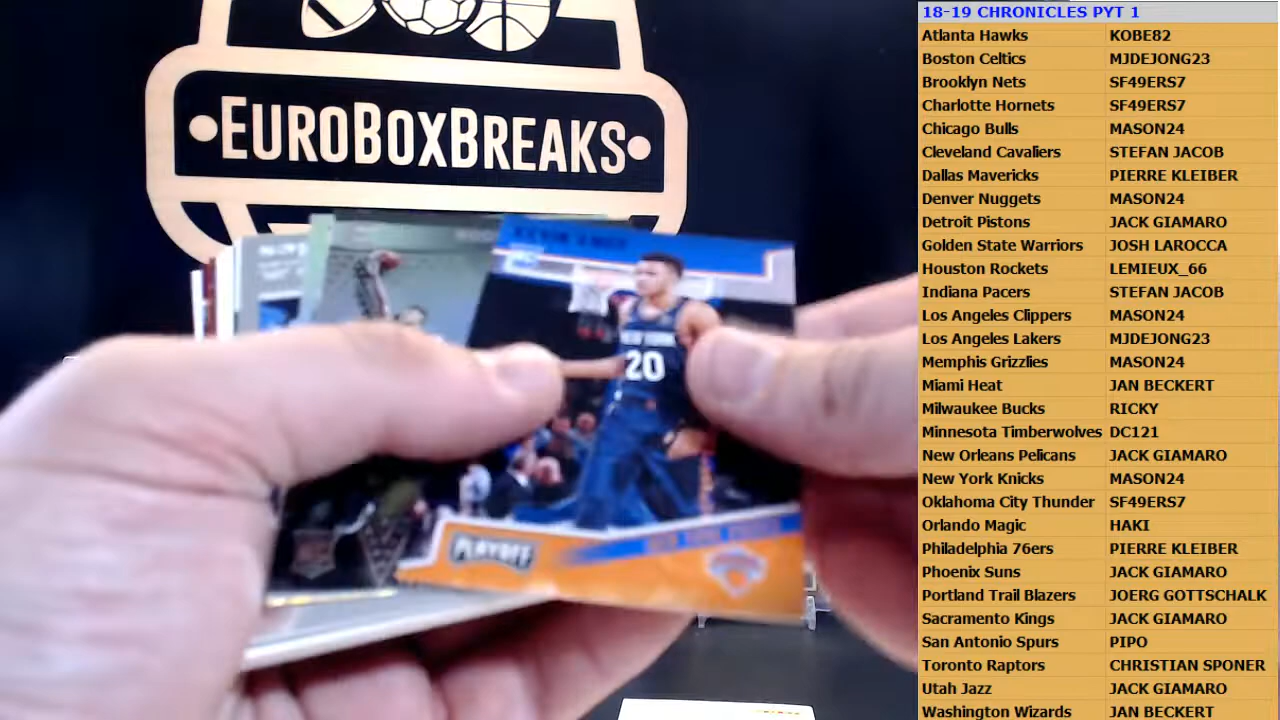 EUROBOXBREAKS
KEVIN KNOX
NEW YORK
20
PLAYOFF
18-19 CHRONICLES PYT 1
Atlanta Hawks KOBE82
Boston Celtics MJDEJONG23
Brooklyn Nets SF49ERS7
Charlotte Hornets SF49ERS7
Chicago Bulls MASON24
Cleveland Cavaliers STEFAN JACOB
Dallas Mavericks PIERRE KLEIBER
Denver Nuggets MASON24
Detroit Pistons JACK GIAMARO
Golden State Warriors JOSH LAROCCA
Houston Rockets LEMIEUX_66
Indiana Pacers STEFAN JACOB
Los Angeles Clippers MASON24
Los Angeles Lakers MJDEJONG23
Memphis Grizzlies MASON24
Miami Heat JAN BECKERT
Milwaukee Bucks RICKY
Minnesota Timberwolves DC121
New Orleans Pelicans JACK GIAMARO
New York Knicks MASON24
Oklahoma City Thunder SF49ERS7
Orlando Magic HAKI
Philadelphia 76ers PIERRE KLEIBER
Phoenix Suns JACK GIAMARO
Portland Trail Blazers JOERG GOTTSCHALK
Sacramento Kings JACK GIAMARO
San Antonio Spurs PIPO
Toronto Raptors CHRISTIAN SPONER
Utah Jazz JACK GIAMARO
Washington Wizards JAN BECKERT